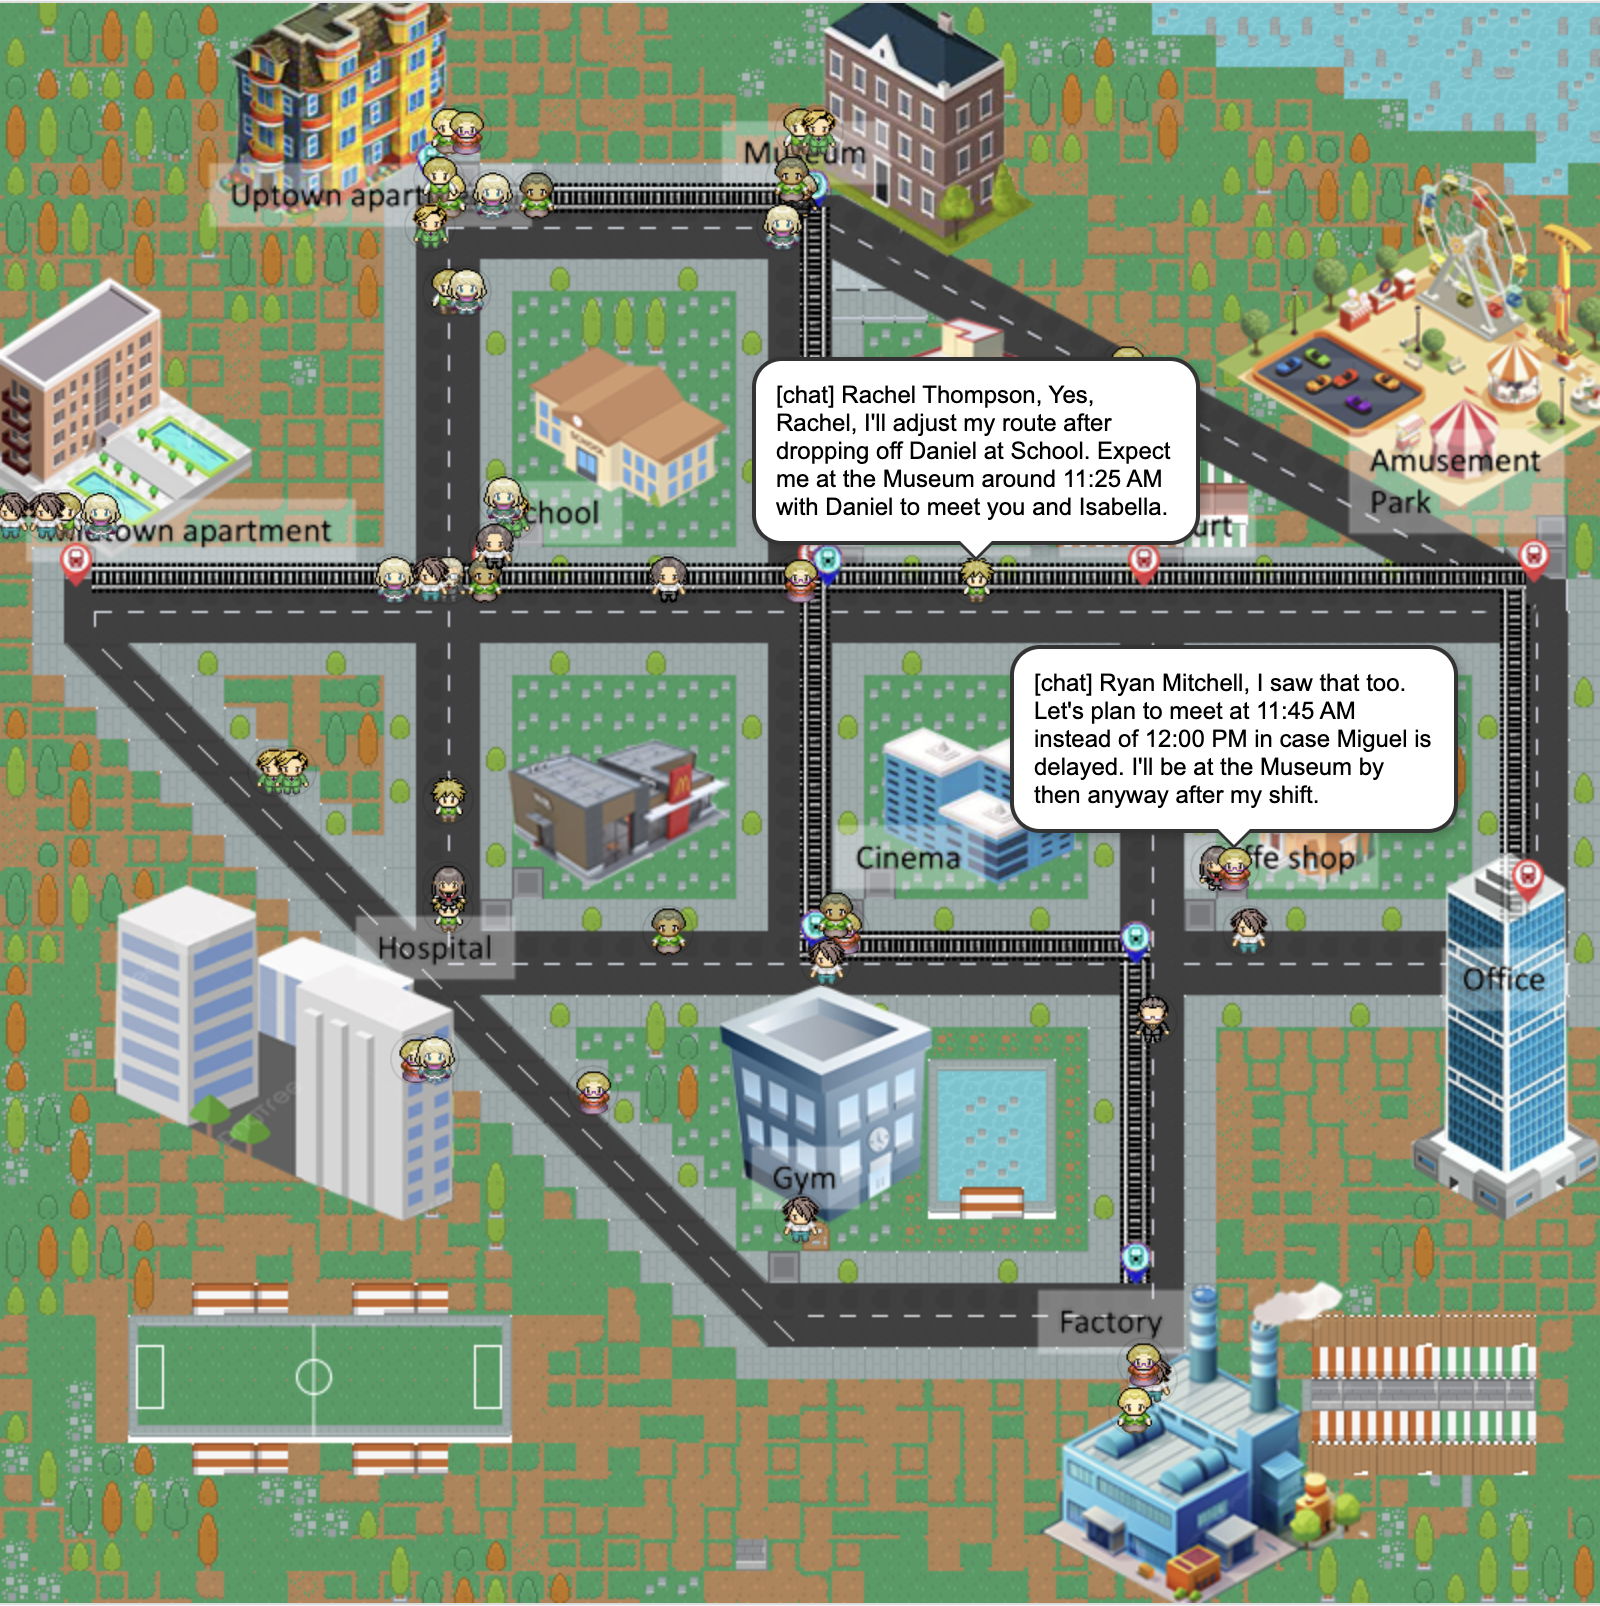 Museum
Uptown
[chat] Rachel Thompson, Yes,
Rachel, I'll adjust my route after
dropping off Daniel at School. Expect
me at the Museum around 11:25 AM
with Daniel to meet you and Isabella.
Amusement
Park
SCHOOL
apartment
[chat] Ryan Mitchell, I saw that too.
Let's plan to meet at 11:45 AM
instead of 12:00 PM in case Miguel is
delayed. I'll be at the Museum by
then anyway after my shift.
Cinema
shop
Hospital
Office
Gym
Factory